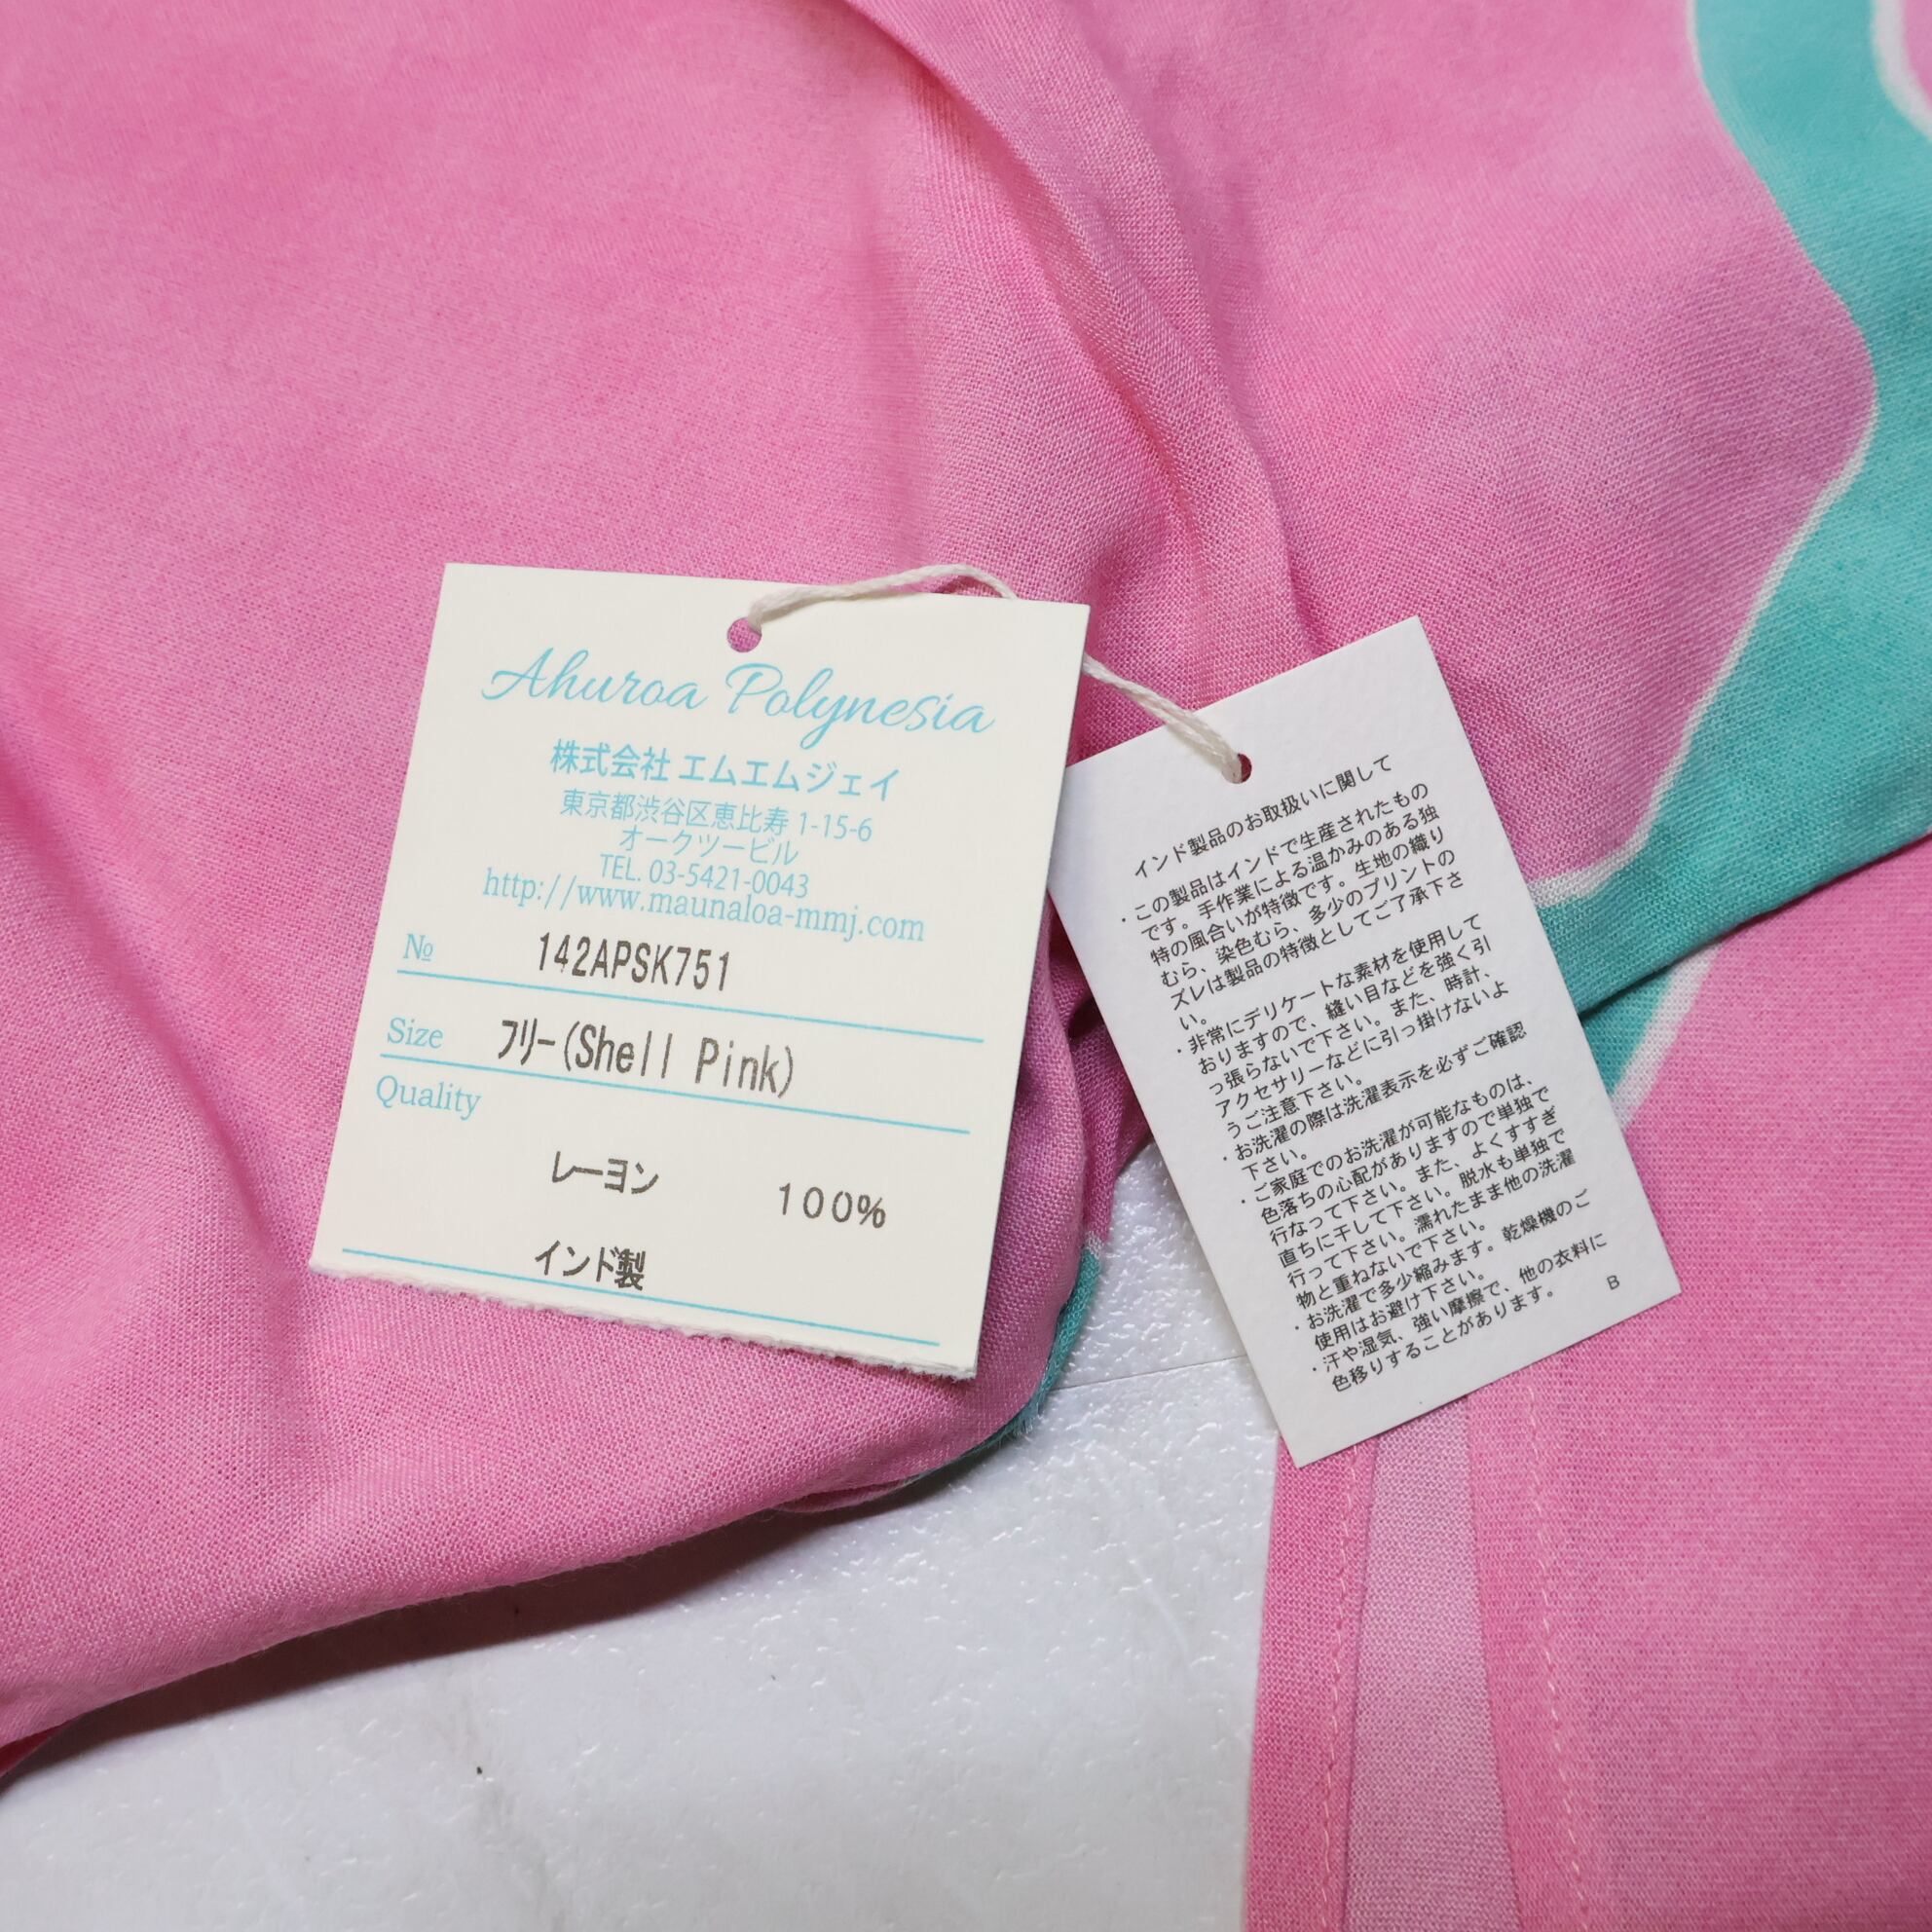 Ahuroa Polynesia
株式会社 エムエムジェイ
東京都渋谷区恵比寿 1-15-6
オークツービル
TEL. 03-5421-0043
http://www.maunaloa-mmj.com
№ 142APSK751
Size フリー(Shell Pink)
Quality
レーヨン 100%
インド製
インド製品のお取扱いに関して
・この製品はインドで生産されたもの
です。手作業による温かみのある独
特の風合いが特徴です。生地の織り
むら、染色むら、多少のプリントの
ズレは製品の特徴としてご了承下さ
い。
・非常にデリケートな素材を使用して
おりますので、縫い目などを強く引
っ張らないで下さい。また、時計、
アクセサリーなどに引っ掛けないよ
うご注意下さい。
・お洗濯の際は洗濯表示を必ずご確認
下さい。
・ご家庭でのお洗濯が可能なものは、
色落ちの心配がありますので単独で
行なって下さい。また、よくすすぎ
直ちに干して下さい。脱水も単独で
行って下さい。濡れたまま他の洗濯
物と重ねないで下さい。
・お洗濯で多少縮みます。乾燥機のご
使用はお避け下さい。
・汗や湿気、強い摩擦で、他の衣料に
色移りすることがあります。
B